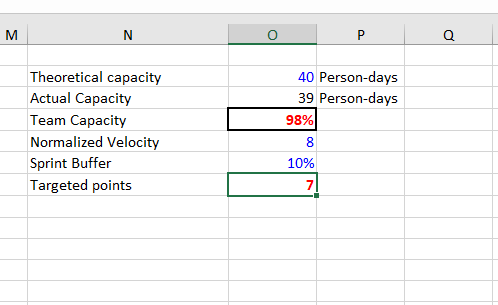 M N O P Q
Theoretical capacity 40 Person-days
Actual Capacity 39 Person-days
Team Capacity 98%
Normalized Velocity 8
Sprint Buffer 10%
Targeted points 7